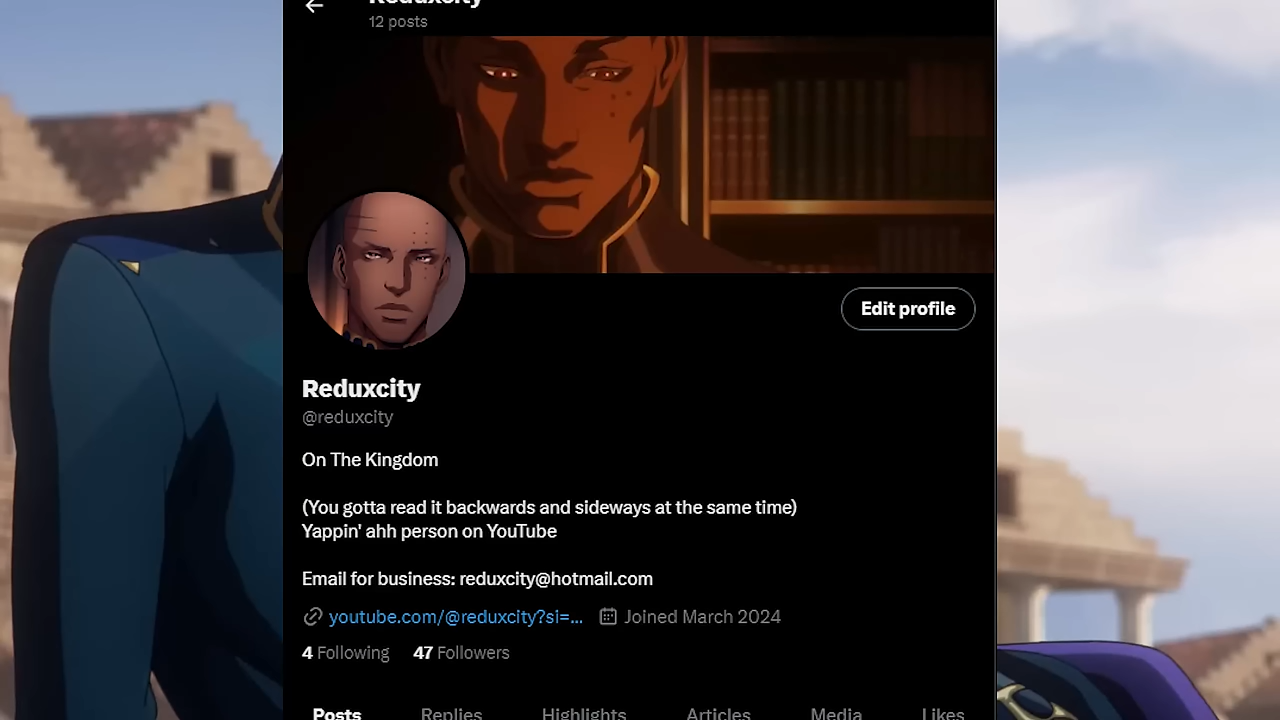 Reduxcity
12 posts
Edit profile
Reduxcity
@reduxcity
On The Kingdom
(You gotta read it backwards and sideways at the same time)
Yappin' ahh person on YouTube
Email for business: reduxcity@hotmail.com
youtube.com/@reduxcity?si=... Joined March 2024
4 Following 47 Followers
Posts Replies Highlights Articles Media Likes